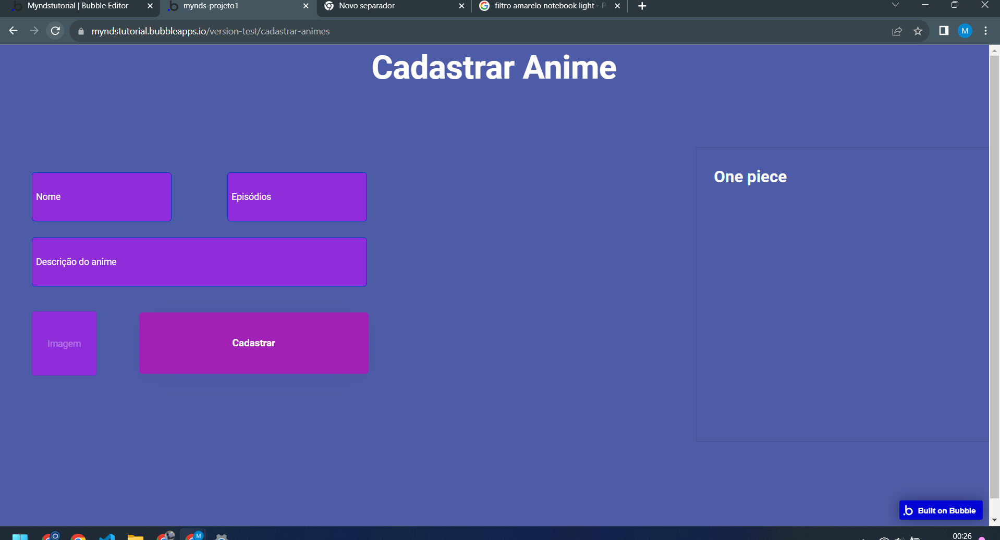 Myndstutorial | Bubble Editor
mynds-projeto1
Novo separador
filtro amarelo notebook light -
myndstutorial.bubbleapps.io/version-test/cadastrar-animes
M
Cadastrar Anime
One piece
Nome
Episódios
Descrição do anime
Imagem
Cadastrar
Built on Bubble
M
00:26